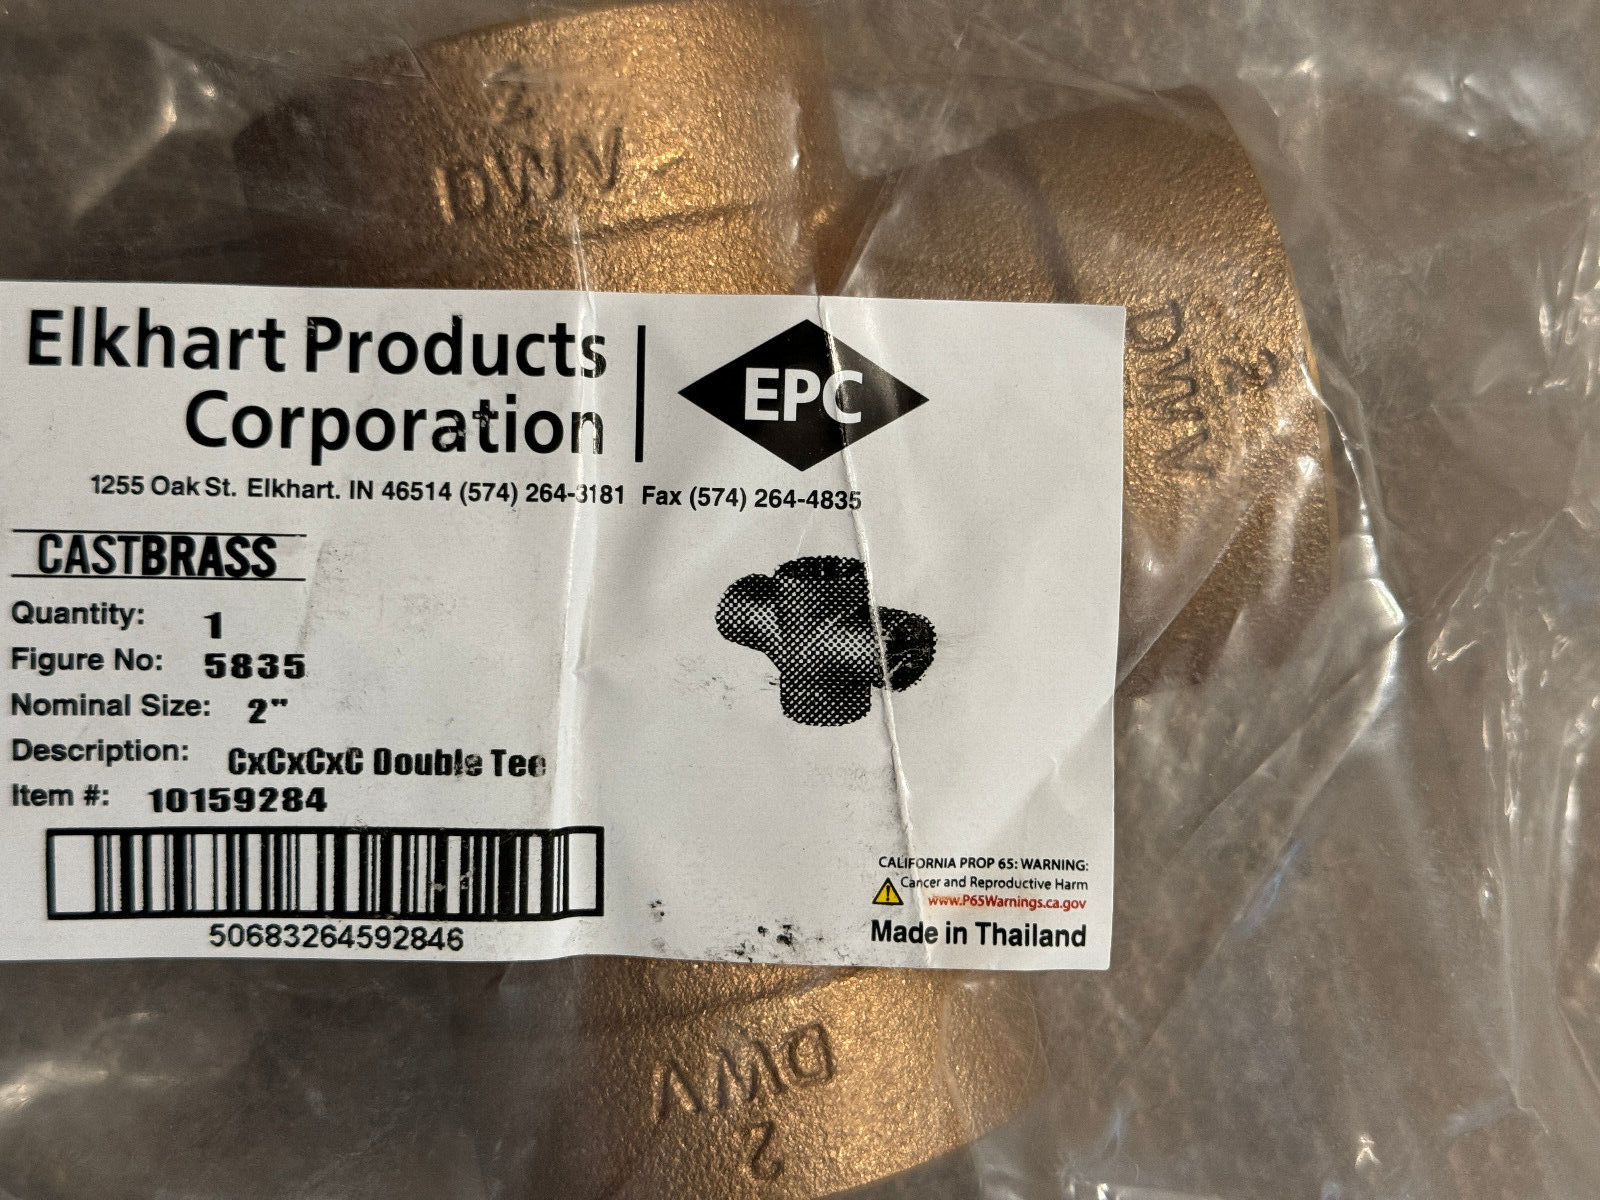 2
DWV
Elkhart Products
Corporation
EPC
1255 Oak St. Elkhart. IN 46514 (574) 264-3181 Fax (574) 264-4835
CASTBRASS
Quantity: 1
Figure No: 5835
Nominal Size: 2"
Description: CxCxCxC Double Tee
Item #: 10159284
50683264592846
CALIFORNIA PROP 65: WARNING:
Cancer and Reproductive Harm
www.P65Warnings.ca.gov
Made in Thailand
2
DWV
DWV
2